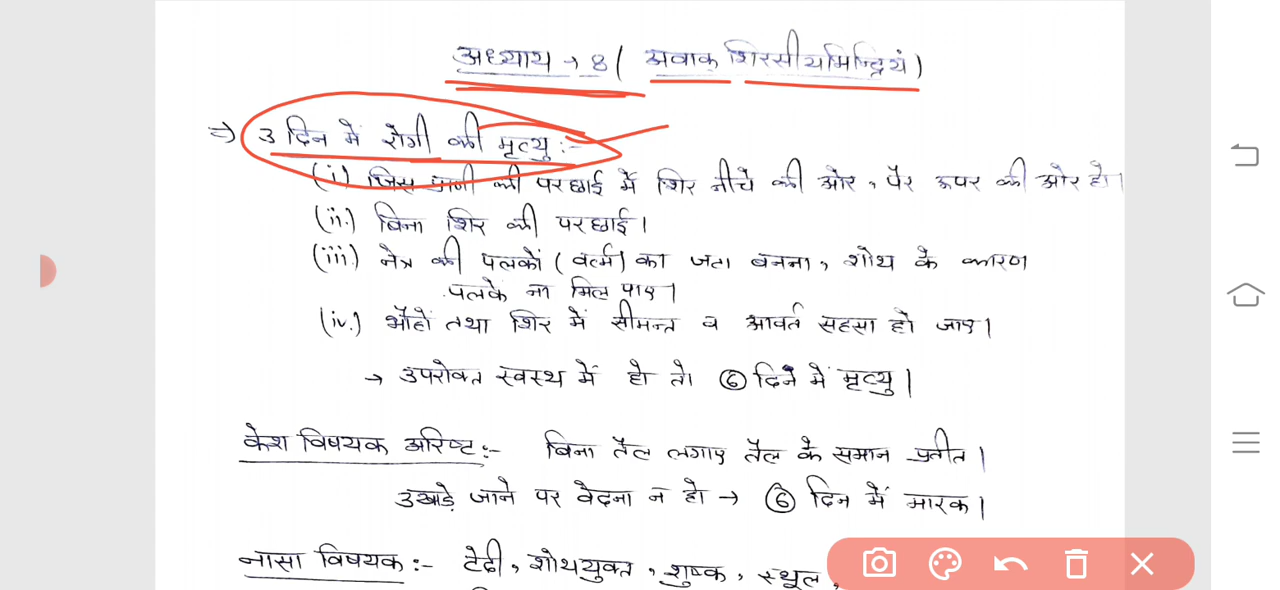 अध्याय → 8 ( अवाक् शिरसीयमिन्द्रियं )
⇒ 3 दिन में रोगी की मृत्यु :-
(i) जिस प्राणी की परछाई में शिर नीचे की ओर, पैर ऊपर की ओर हो।
(ii.) बिना शिर की परछाई।
(iii) नेत्र की पलकों (वर्त्म) का जटा बनना, शोथ के कारण
पलके ना मिल पाए।
(iv.) भौंहों तथा शिर में सीमन्त व आवर्त सहसा हो जाए।
→ उपरोक्त स्वस्थ में हो तो 6 दिन में मृत्यु।
केश विषयक अरिष्ट :- बिना तैल लगाए तैल के समान प्रतीत।
उखाड़े जाने पर वेदना न हो → 6 दिन में मारक।
नासा विषयक :- टेढी, शोथयुक्त, शुष्क, स्थूल,